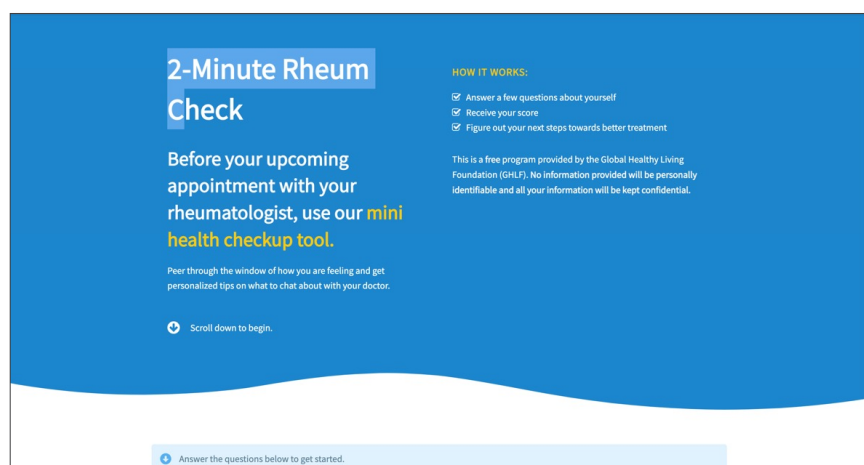 2-Minute Rheum
Check
Before your upcoming
appointment with your
rheumatologist, use our mini
health checkup tool.
Peer through the window of how you are feeling and get
personalized tips on what to chat about with your doctor.
Scroll down to begin.
HOW IT WORKS:
Answer a few questions about yourself
Receive your score
Figure out your next steps towards better treatment
This is a free program provided by the Global Healthy Living
Foundation (GHLF). No information provided will be personally
identifiable and all your information will be kept confidential.
Answer the questions below to get started.